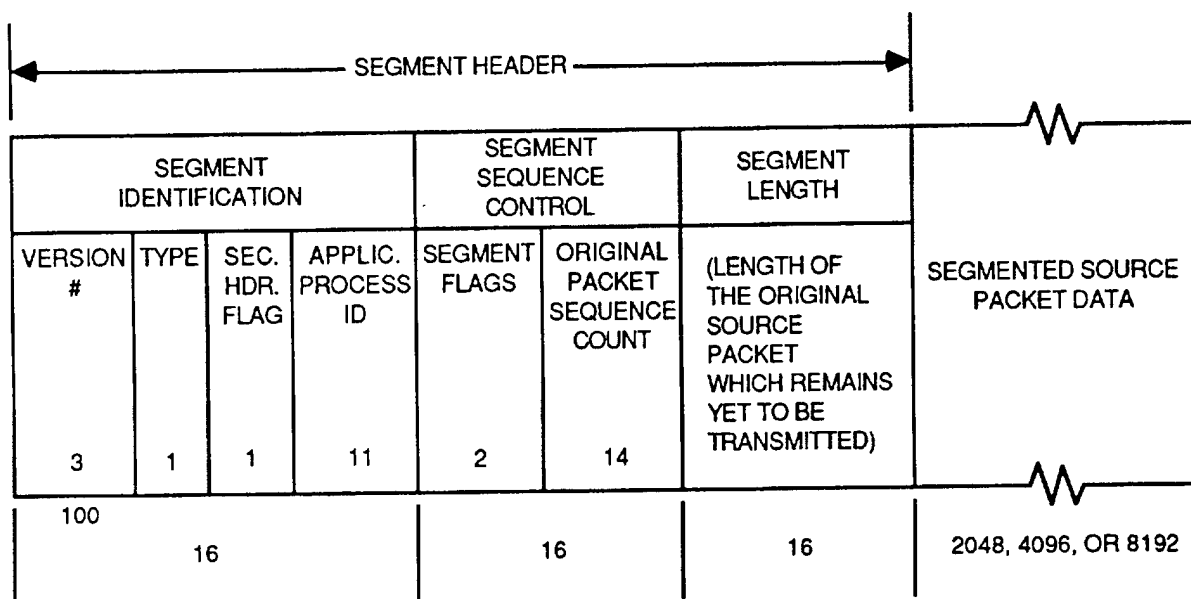 SEGMENT HEADER
SEGMENT
IDENTIFICATION
SEGMENT
SEQUENCE
CONTROL
SEGMENT
LENGTH
VERSION
#
TYPE
SEC.
HDR.
FLAG
APPLIC.
PROCESS
ID
SEGMENT
FLAGS
ORIGINAL
PACKET
SEQUENCE
COUNT
(LENGTH OF
THE ORIGINAL
SOURCE
PACKET
WHICH REMAINS
YET TO BE
TRANSMITTED)
SEGMENTED SOURCE
PACKET DATA
3
1
1
11
2
14
100
16
16
16
2048, 4096, OR 8192